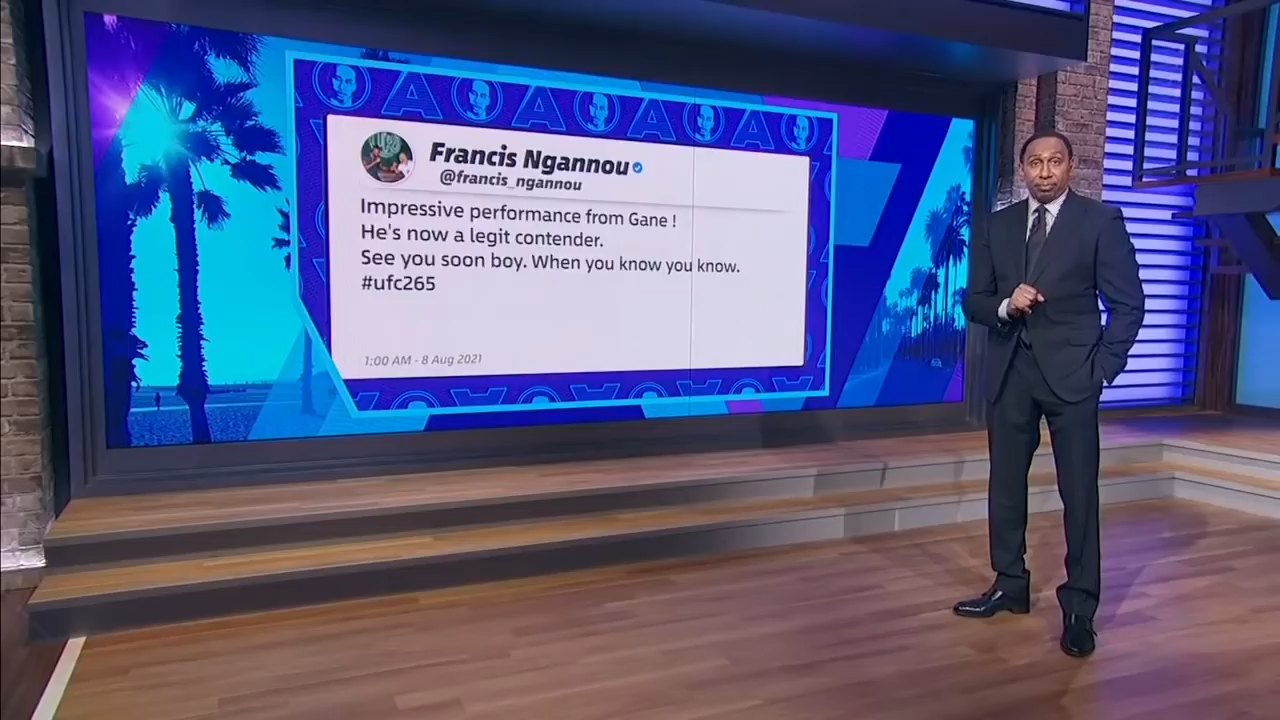 Francis Ngannou
@francis_ngannou
Impressive performance from Gane !
He's now a legit contender.
See you soon boy. When you know you know.
#ufc265
1:00 AM - 8 Aug 2021
A A A A
A A A A